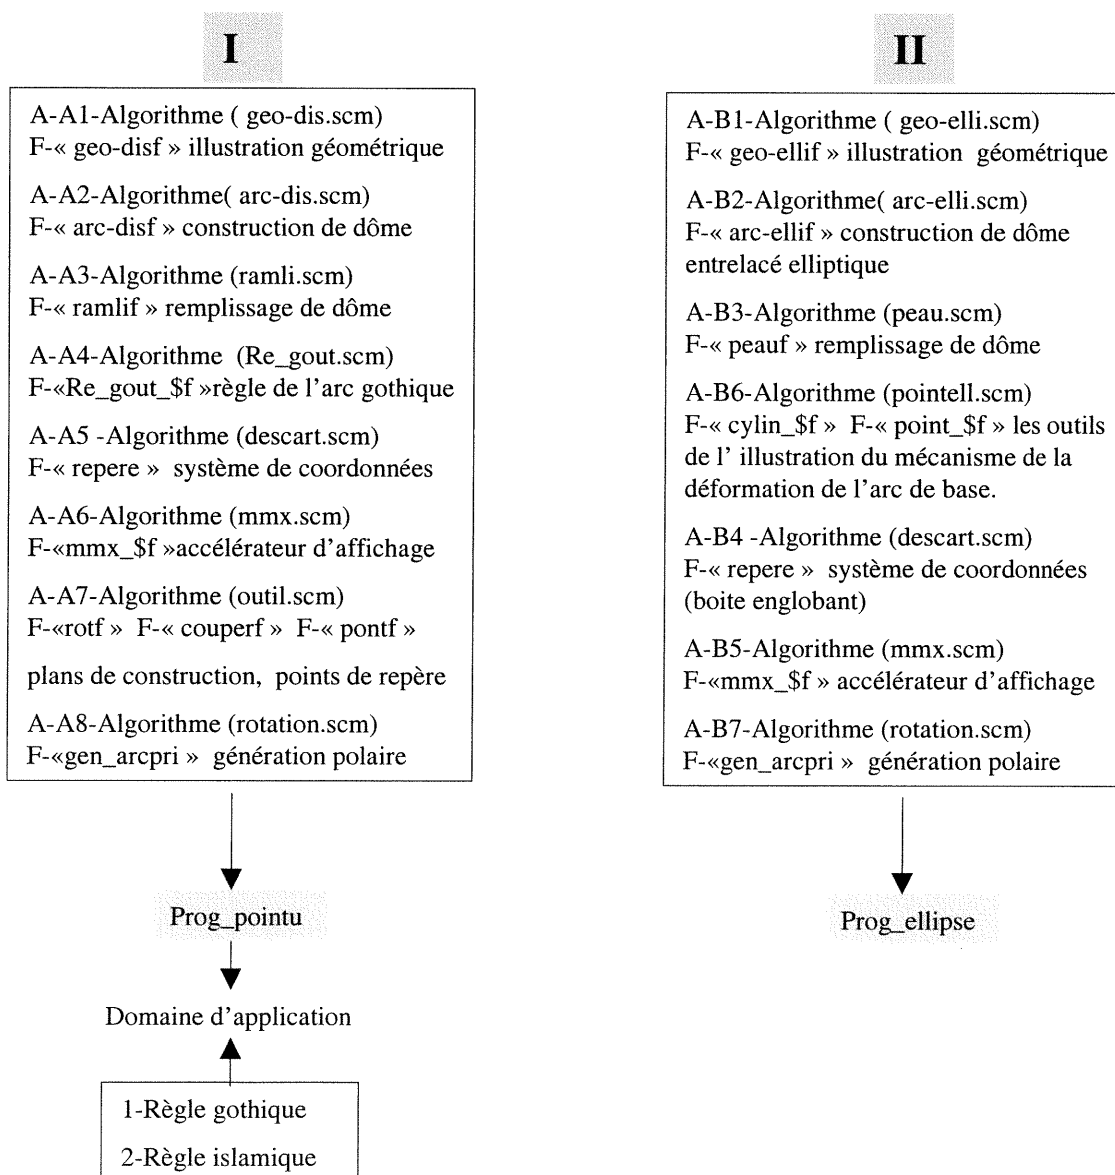 I
A-A1-Algorithme ( geo-dis.scm)
F-« geo-disf » illustration géométrique
A-A2-Algorithme( arc-dis.scm)
F-« arc-disf » construction de dôme
A-A3-Algorithme (ramli.scm)
F-« ramlif » remplissage de dôme
A-A4-Algorithme (Re_gout.scm)
F-«Re_gout_$f »règle de l’arc gothique
A-A5 -Algorithme (descart.scm)
F-« repere » système de coordonnées
A-A6-Algorithme (mmx.scm)
F-«mmx_$f »accélérateur d’affichage
A-A7-Algorithme (outil.scm)
F-«rotf » F-« couperf » F-« pontf »
plans de construction, points de repère
A-A8-Algorithme (rotation.scm)
F-«gen_arcpri » génération polaire
Prog_pointu
Domaine d’application
1-Règle gothique
2-Règle islamique
II
A-B1-Algorithme ( geo-elli.scm)
F-« geo-ellif » illustration géométrique
A-B2-Algorithme( arc-elli.scm)
F-« arc-ellif » construction de dôme
entrelacé elliptique
A-B3-Algorithme (peau.scm)
F-« peauf » remplissage de dôme
A-B6-Algorithme (pointell.scm)
F-« cylin_$f » F-« point_$f » les outils
de l’ illustration du mécanisme de la
déformation de l’arc de base.
A-B4 -Algorithme (descart.scm)
F-« repere » système de coordonnées
(boite englobant)
A-B5-Algorithme (mmx.scm)
F-«mmx_$f » accélérateur d’affichage
A-B7-Algorithme (rotation.scm)
F-«gen_arcpri » génération polaire
Prog_ellipse